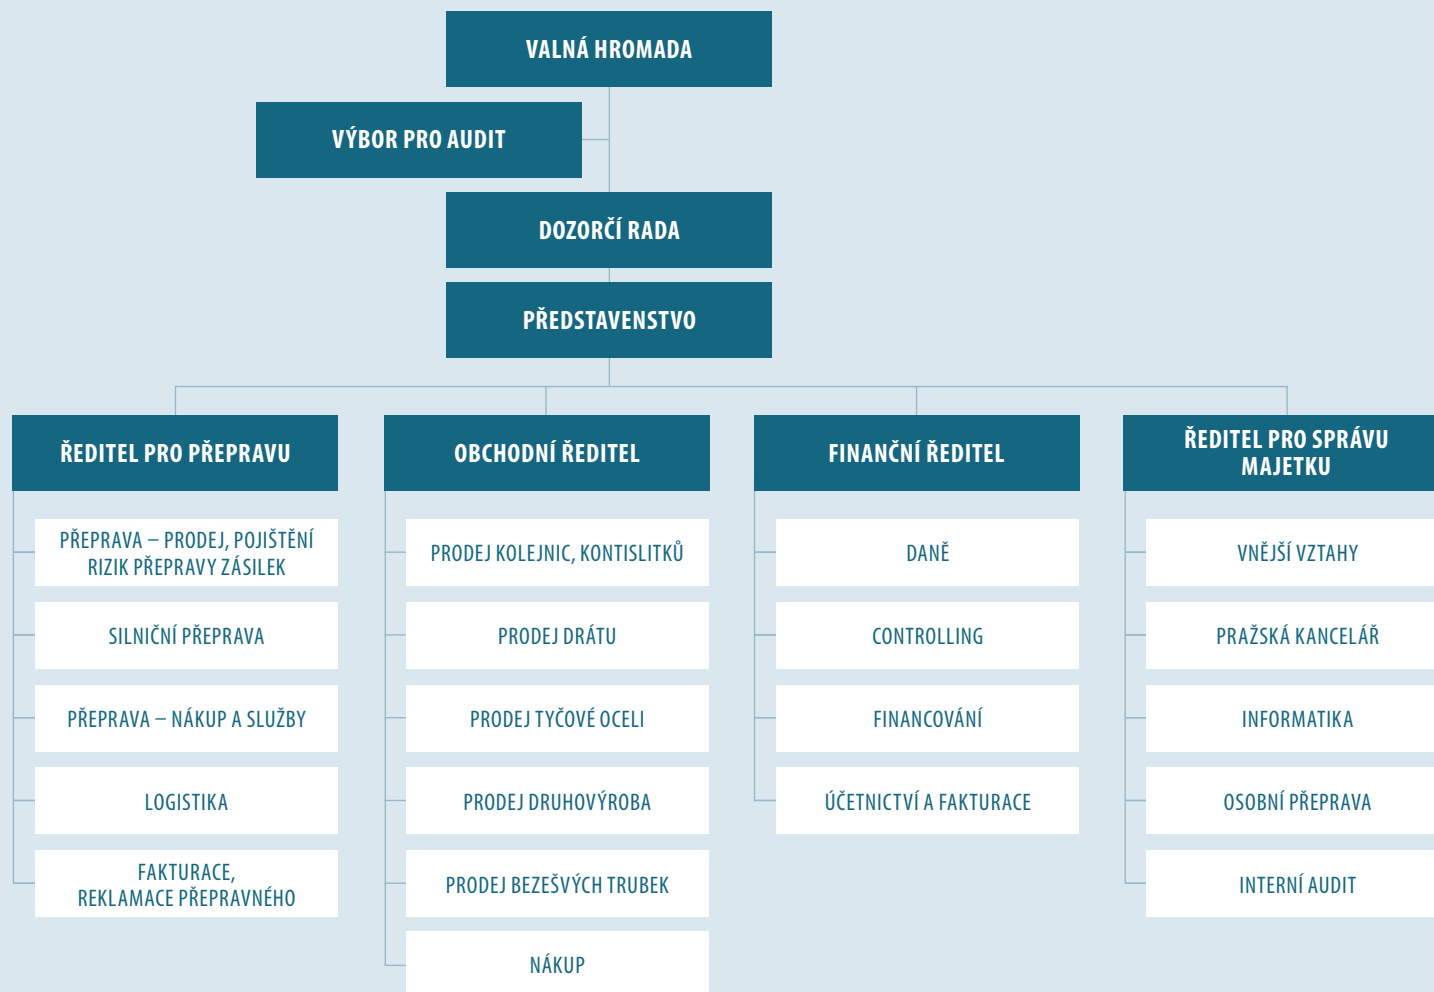 VALNÁ HROMADA
VÝBOR PRO AUDIT
DOZORČÍ RADA
PŘEDSTAVENSTVO
ŘEDITEL PRO PŘEPRAVU
PŘEPRAVA – PRODEJ, POJIŠTĚNÍ
RIZIK PŘEPRAVY ZÁSILEK
SILNIČNÍ PŘEPRAVA
PŘEPRAVA – NÁKUP A SLUŽBY
LOGISTIKA
FAKTURACE,
REKLAMACE PŘEPRAVNÉHO
OBCHODNÍ ŘEDITEL
PRODEJ KOLEJNIC, KONTISLITKŮ
PRODEJ DRÁTU
PRODEJ TYČOVÉ OCELI
PRODEJ DRUHOVÝROBA
PRODEJ BEZEŠVÝCH TRUBEK
NÁKUP
FINANČNÍ ŘEDITEL
DANĚ
CONTROLLING
FINANCOVÁNÍ
ÚČETNICTVÍ A FAKTURACE
ŘEDITEL PRO SPRÁVU
MAJETKU
VNĚJŠÍ VZTAHY
PRAŽSKÁ KANCELÁŘ
INFORMATIKA
OSOBNÍ PŘEPRAVA
INTERNÍ AUDIT